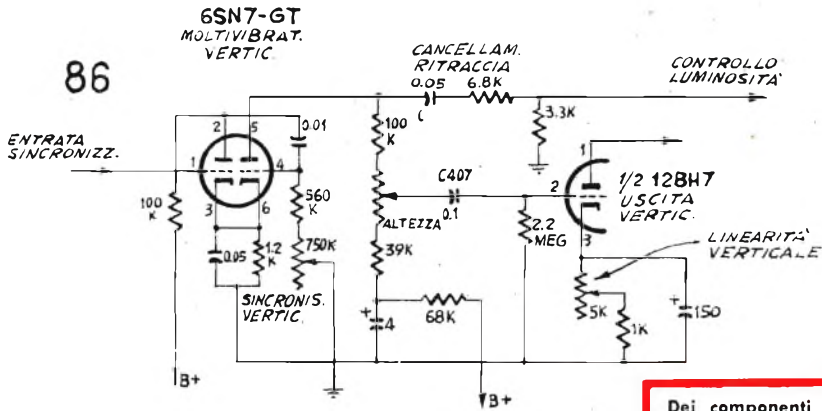 6SN7-GT
MOLTIVIBRAT.
VERTIC.
86
CANCELLAM.
RITRACCIA
0.05
6.8K
CONTROLLO
LUMINOSITÀ
ENTRATA
SINCRONIZZ.
2
5
0.01
1
4
3
6
100
K
560
K
100
K
0.05
1.2
K
750K
SINCRONIS.
VERTIC.
ALTEZZA
39K
C407
0.1
3.3K
2.2
MEG
1
2
3
1/2 12BH7
USCITA
VERTIC.
LINEARITÀ
VERTICALE
+
4
68K
5K
1K
+
150
B+
B+
Dei componenti